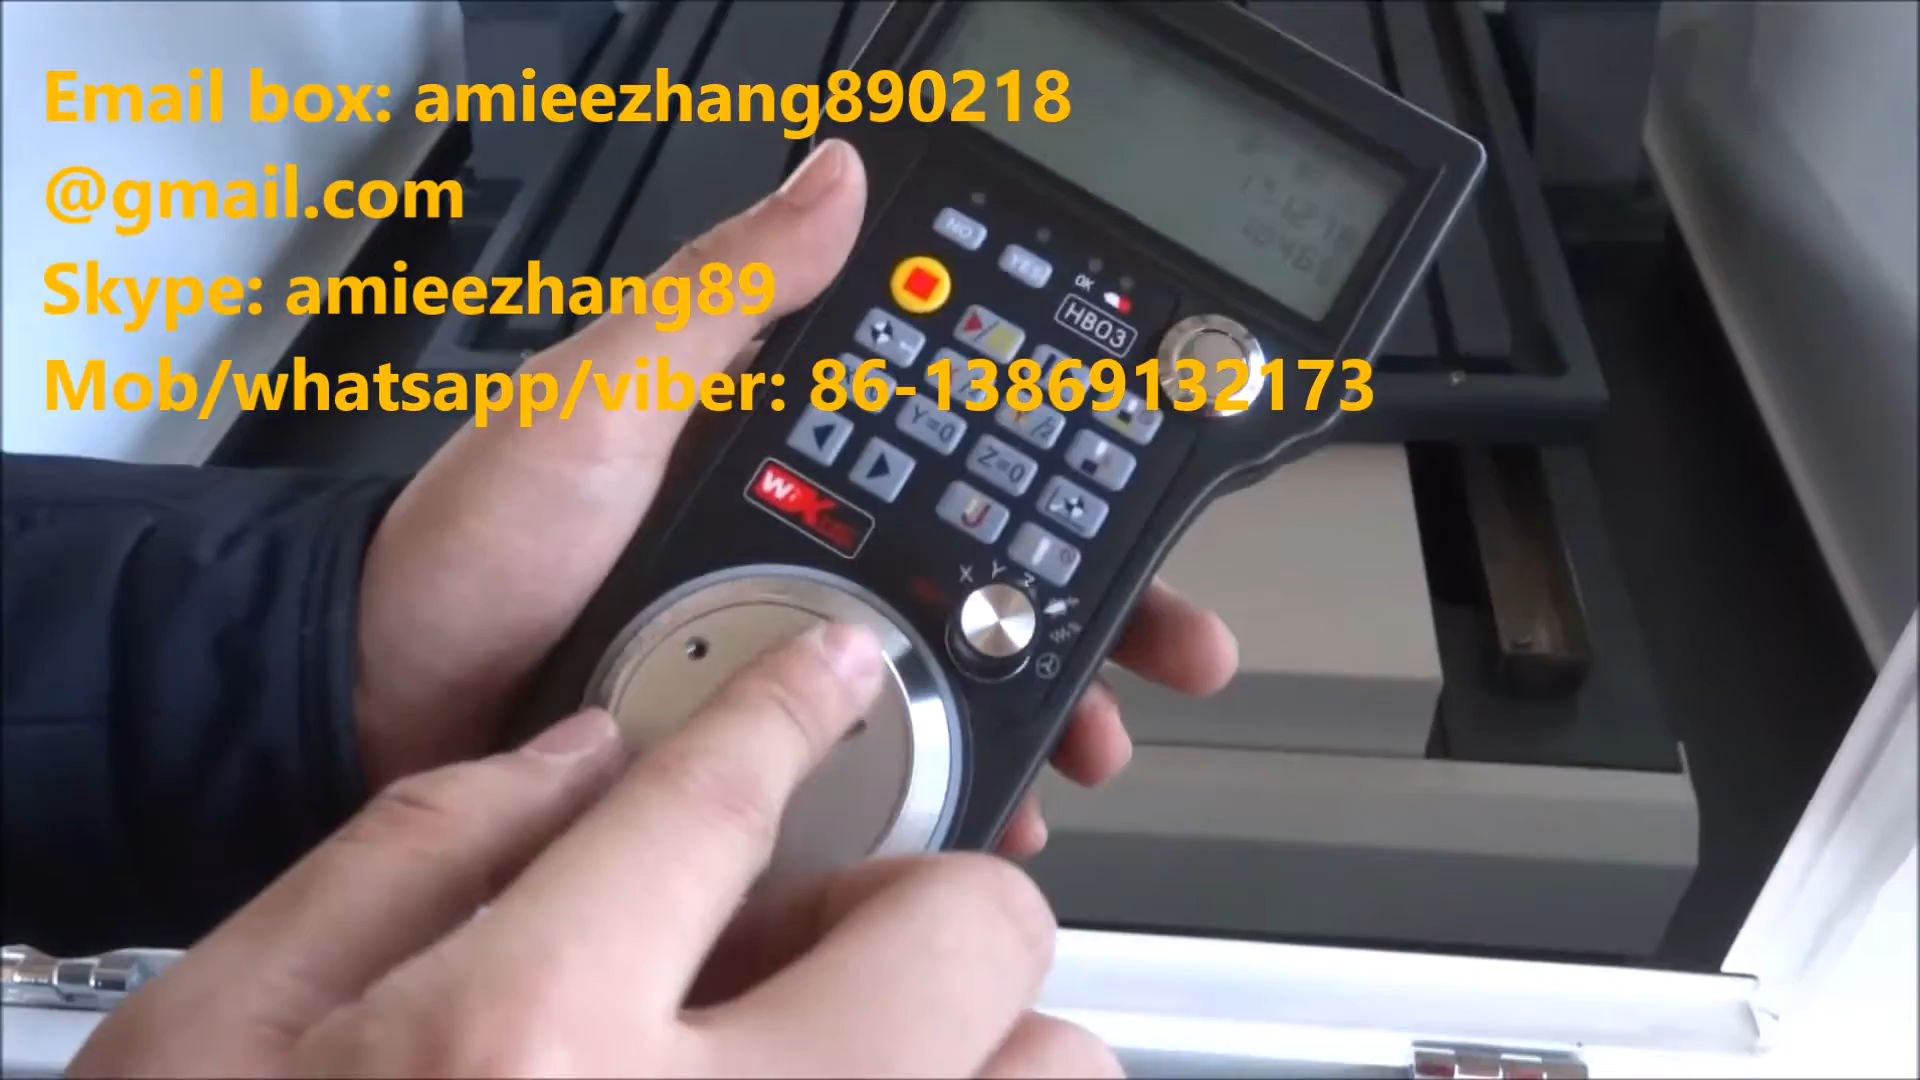 Email box: amieezhang890218
@gmail.com
Skype: amieezhang89
Mob/whatsapp/viber: 86-13869132173
NO
YES
OK
HB03
Y=0
Z=0
X Y Z